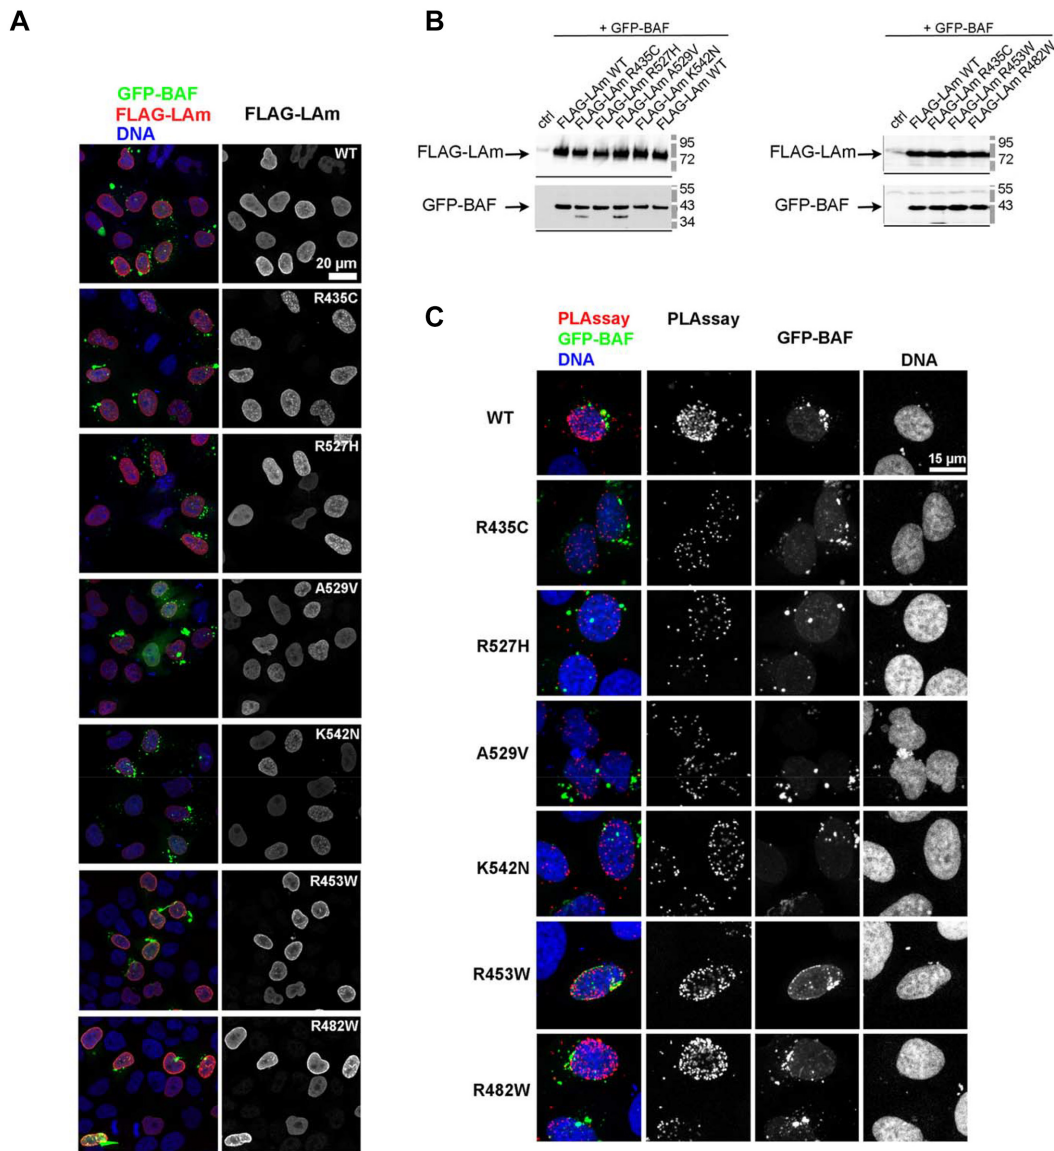 A
GFP-BAF
FLAG-LAm
DNA
FLAG-LAm
WT
20 µm
R435C
R527H
A529V
K542N
R453W
R482W
B
+ GFP-BAF
ctrl
FLAG-LAm WT
FLAG-LAm R435C
FLAG-LAm R527H
FLAG-LAm A529V
FLAG-LAm K542N
FLAG-LAm WT
FLAG-LAm
95
72
GFP-BAF
55
43
34
+ GFP-BAF
ctrl
FLAG-LAm WT
FLAG-LAm R435C
FLAG-LAm R453W
FLAG-LAm R482W
FLAG-LAm
95
72
GFP-BAF
55
43
C
PLAssay
GFP-BAF
DNA
PLAssay
GFP-BAF
DNA
WT
15 µm
R435C
R527H
A529V
K542N
R453W
R482W